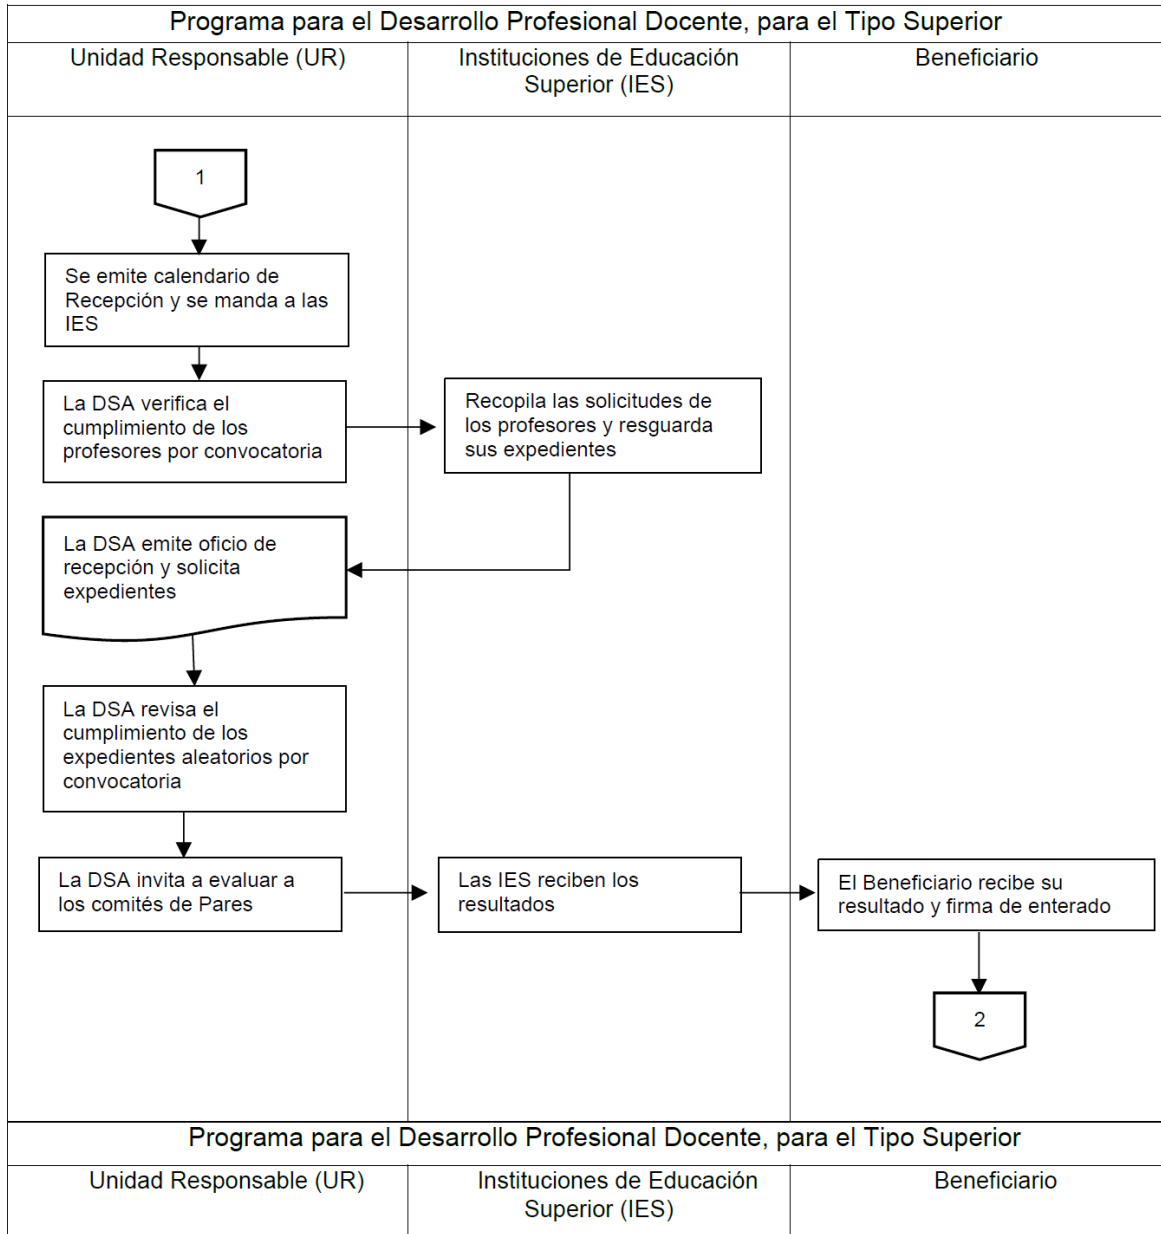 Programa para el Desarrollo Profesional Docente, para el Tipo Superior
Unidad Responsable (UR)
Instituciones de Educación
Superior (IES)
Beneficiario
1
Se emite calendario de
Recepción y se manda a las
IES
La DSA verifica el
cumplimiento de los
profesores por convocatoria
Recopila las solicitudes de
los profesores y resguarda
sus expedientes
La DSA emite oficio de
recepción y solicita
expedientes
La DSA revisa el
cumplimiento de los
expedientes aleatorios por
convocatoria
La DSA invita a evaluar a
los comités de Pares
Las IES reciben los
resultados
El Beneficiario recibe su
resultado y firma de enterado
2
Programa para el Desarrollo Profesional Docente, para el Tipo Superior
Unidad Responsable (UR)
Instituciones de Educación
Superior (IES)
Beneficiario